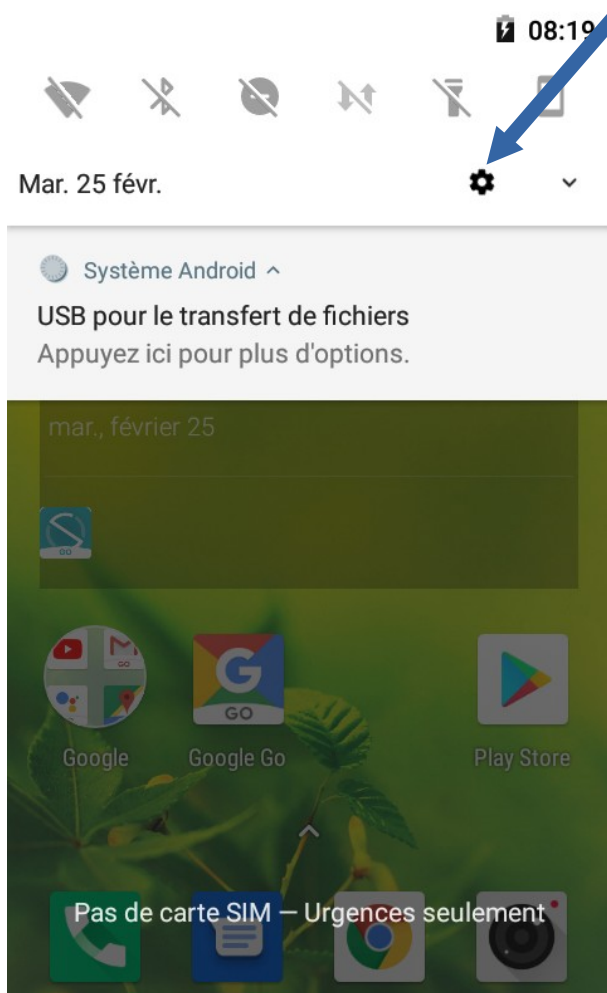 08:19
Mar. 25 févr.
Système Android
USB pour le transfert de fichiers
Appuyez ici pour plus d'options.
mar., février 25
GO
GO
G
GO
Google
Google Go
Play Store
Pas de carte SIM — Urgences seulement